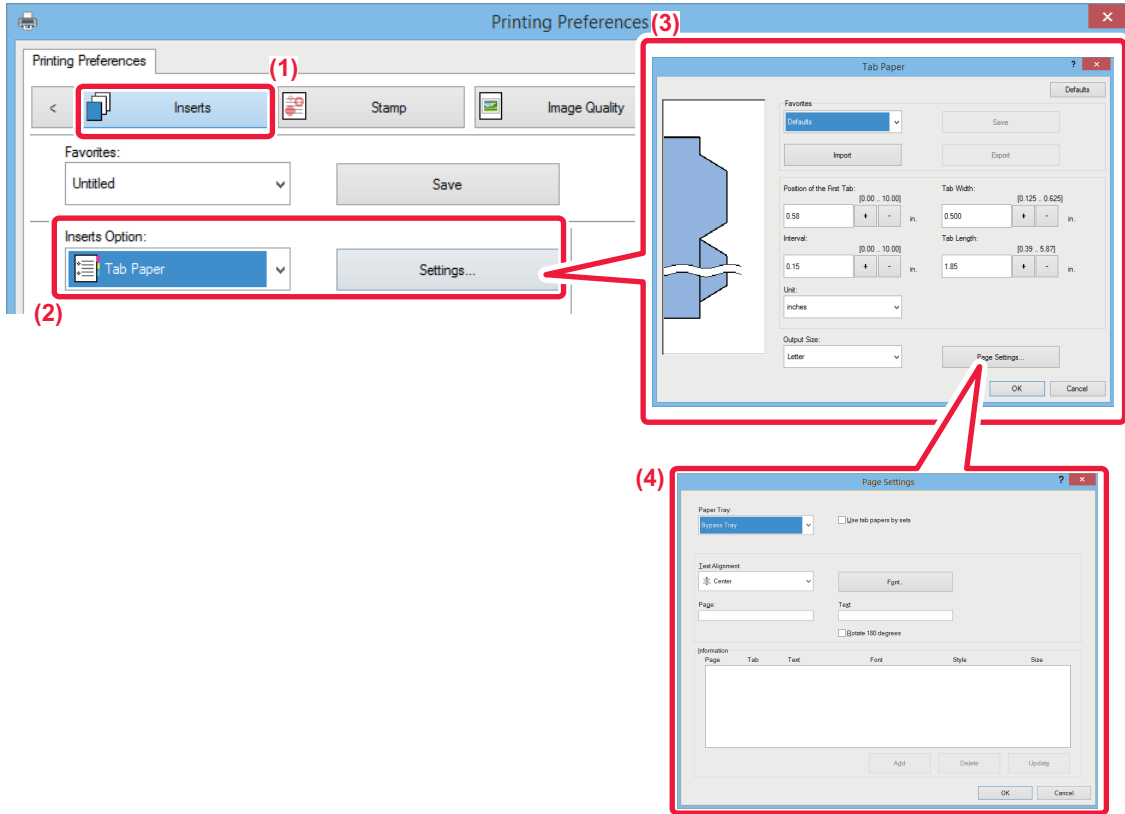 Printing Preferences
(3)
Printing Preferences
(1)
< Inserts Stamp Image Quality
Favorites:
Untitled Save
Inserts Option:
Tab Paper Settings...
(2)
Tab Paper ?
Defaults
Favorites
Defaults Save
Import Export
Position of the First Tab: Tab Width:
[0.00 .. 10.00] [0.125 .. 0.625]
0.58 + - in. 0.500 + - in.
Interval: Tab Length:
[0.00 .. 10.00] [0.39 .. 5.87]
0.15 + - in. 1.85 + - in.
Unit:
inches
Output Size:
Letter Page Settings...
OK Cancel
(4)
Page Settings ?
Paper Tray:
Bypass Tray Use tab papers by sets
Text Alignment
Center Font..
Page: Text
Rotate 180 degrees
Information
Page Tab Text Font Style Size
Add Delete Update
OK Cancel